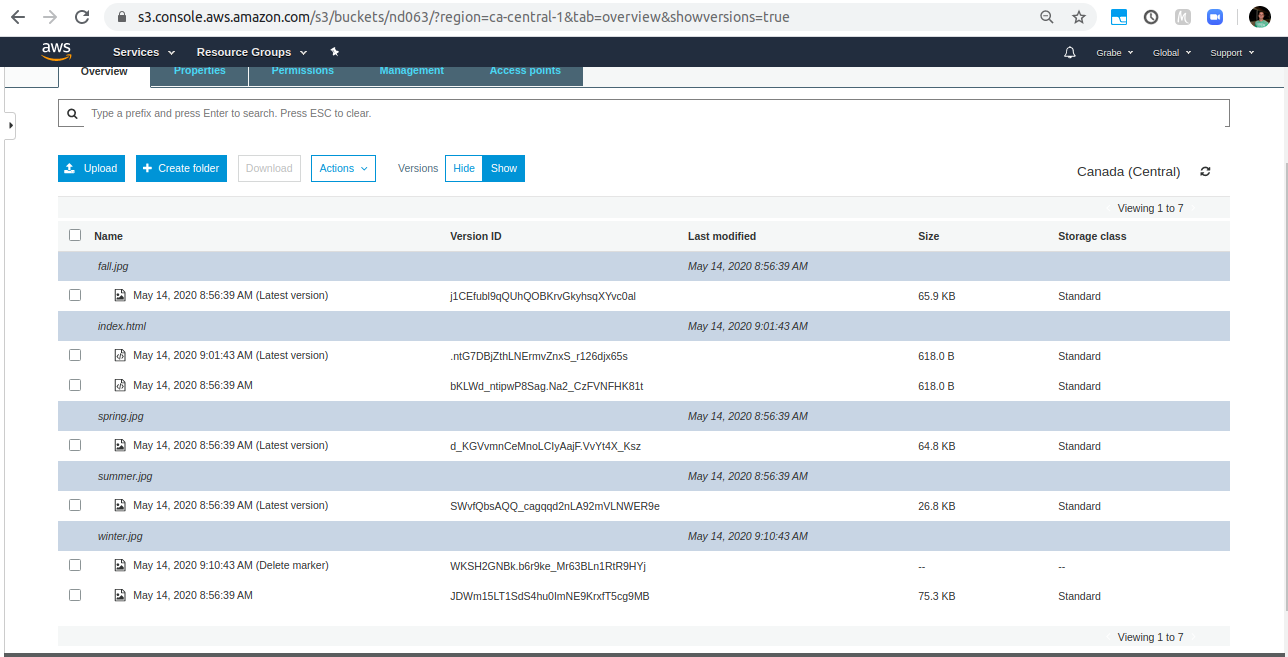 s3.console.aws.amazon.com/s3/buckets/nd063/?region=ca-central-1&tab=overview&showversions=true
aws Services Resource Groups Grabe Global Support
Overview Properties Permissions Management Access points
Type a prefix and press Enter to search. Press ESC to clear.
Upload Create folder Download Actions Versions Hide Show
Canada (Central)
Viewing 1 to 7
Name Version ID Last modified Size Storage class
fall.jpg May 14, 2020 8:56:39 AM
May 14, 2020 8:56:39 AM (Latest version) j1CEfubI9qQUhQOBKrvGkyhsqXYvc0al 65.9 KB Standard
index.html May 14, 2020 9:01:43 AM
May 14, 2020 9:01:43 AM (Latest version) .ntG7DBjZthLNErmvZnxS_r126djx65s 618.0 B Standard
May 14, 2020 8:56:39 AM bKLWd_ntipwP8Sag.Na2_CzFVNFHK81t 618.0 B Standard
spring.jpg May 14, 2020 8:56:39 AM
May 14, 2020 8:56:39 AM (Latest version) d_KGVvmnCeMnoLCIyAajF.VvYt4X_Ksz 64.8 KB Standard
summer.jpg May 14, 2020 8:56:39 AM
May 14, 2020 8:56:39 AM (Latest version) SWvfQbsAQQ_cagqqd2nLA92mVLNWER9e 26.8 KB Standard
winter.jpg May 14, 2020 9:10:43 AM
May 14, 2020 9:10:43 AM (Delete marker) WKSH2GNBk.b6r9ke_Mr63BLn1RtR9HYj -- --
May 14, 2020 8:56:39 AM JDWm15LT1SdS4hu0ImNE9KrxfT5cg9MB 75.3 KB Standard
Viewing 1 to 7